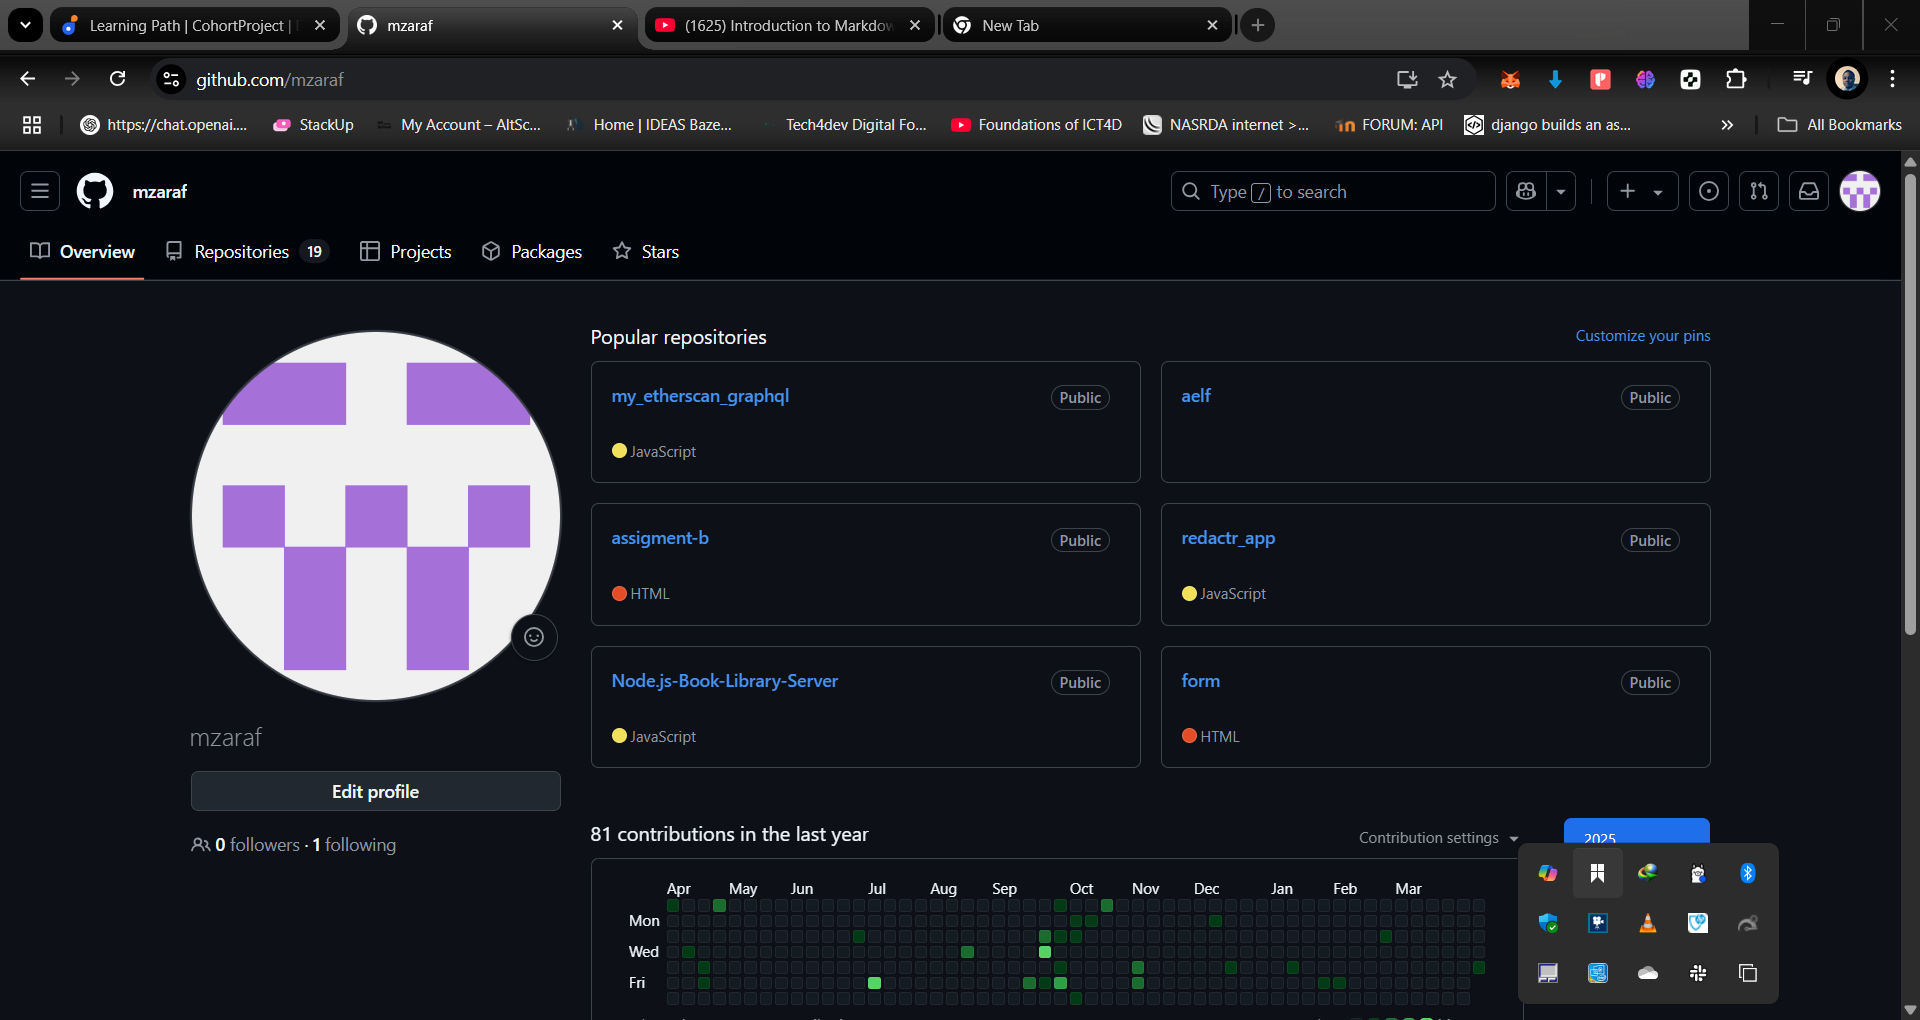 Learning Path | CohortProject |
mzaraf
(1625) Introduction to Markdow
New Tab
github.com/mzaraf
https://chat.openai....
StackUp
My Account – AltSc...
Home | IDEAS Baze...
Tech4dev Digital Fo...
Foundations of ICT4D
NASRDA internet >...
FORUM: API
django builds an as...
All Bookmarks
mzaraf
Type / to search
Overview
Repositories 19
Projects
Packages
Stars
Popular repositories
Customize your pins
my_etherscan_graphql
Public
JavaScript
aelf
Public
assigment-b
Public
HTML
redactr_app
Public
JavaScript
Node.js-Book-Library-Server
Public
JavaScript
form
Public
HTML
mzaraf
Edit profile
0 followers · 1 following
81 contributions in the last year
Contribution settings
2025
Apr May Jun Jul Aug Sep Oct Nov Dec Jan Feb Mar
Mon
Wed
Fri